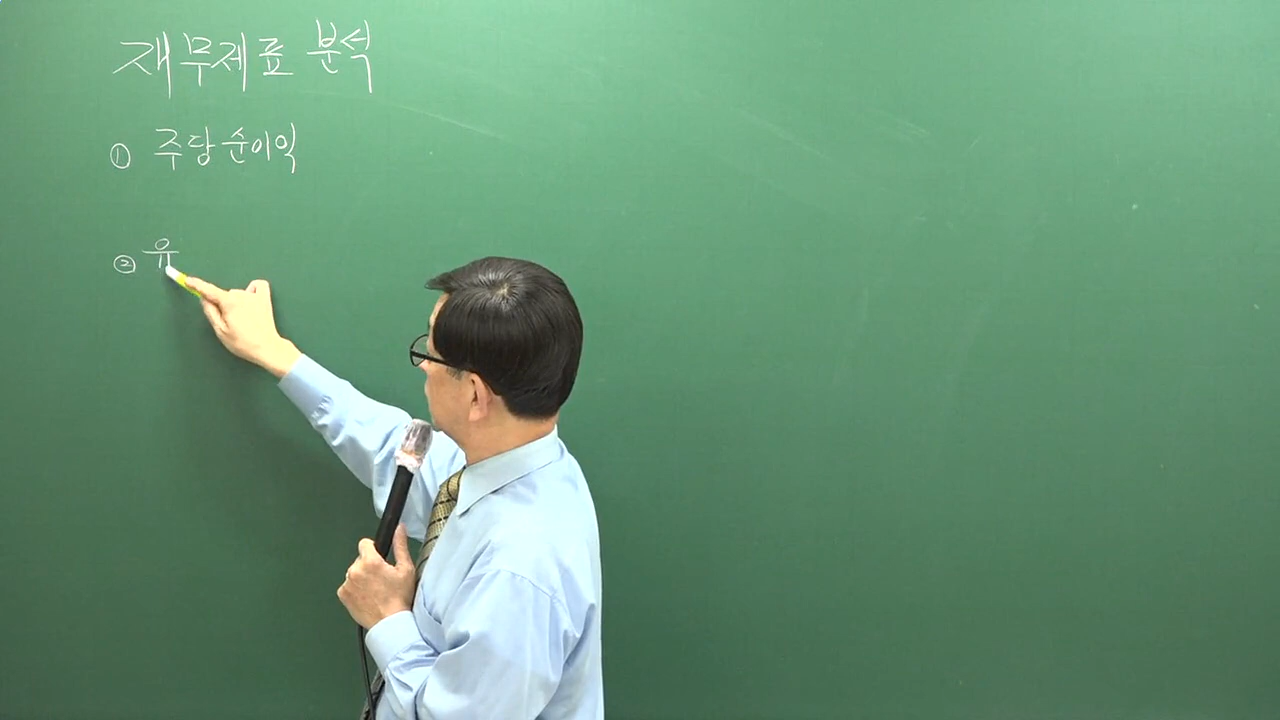 재무제표 분석
① 주당순이익
② 유